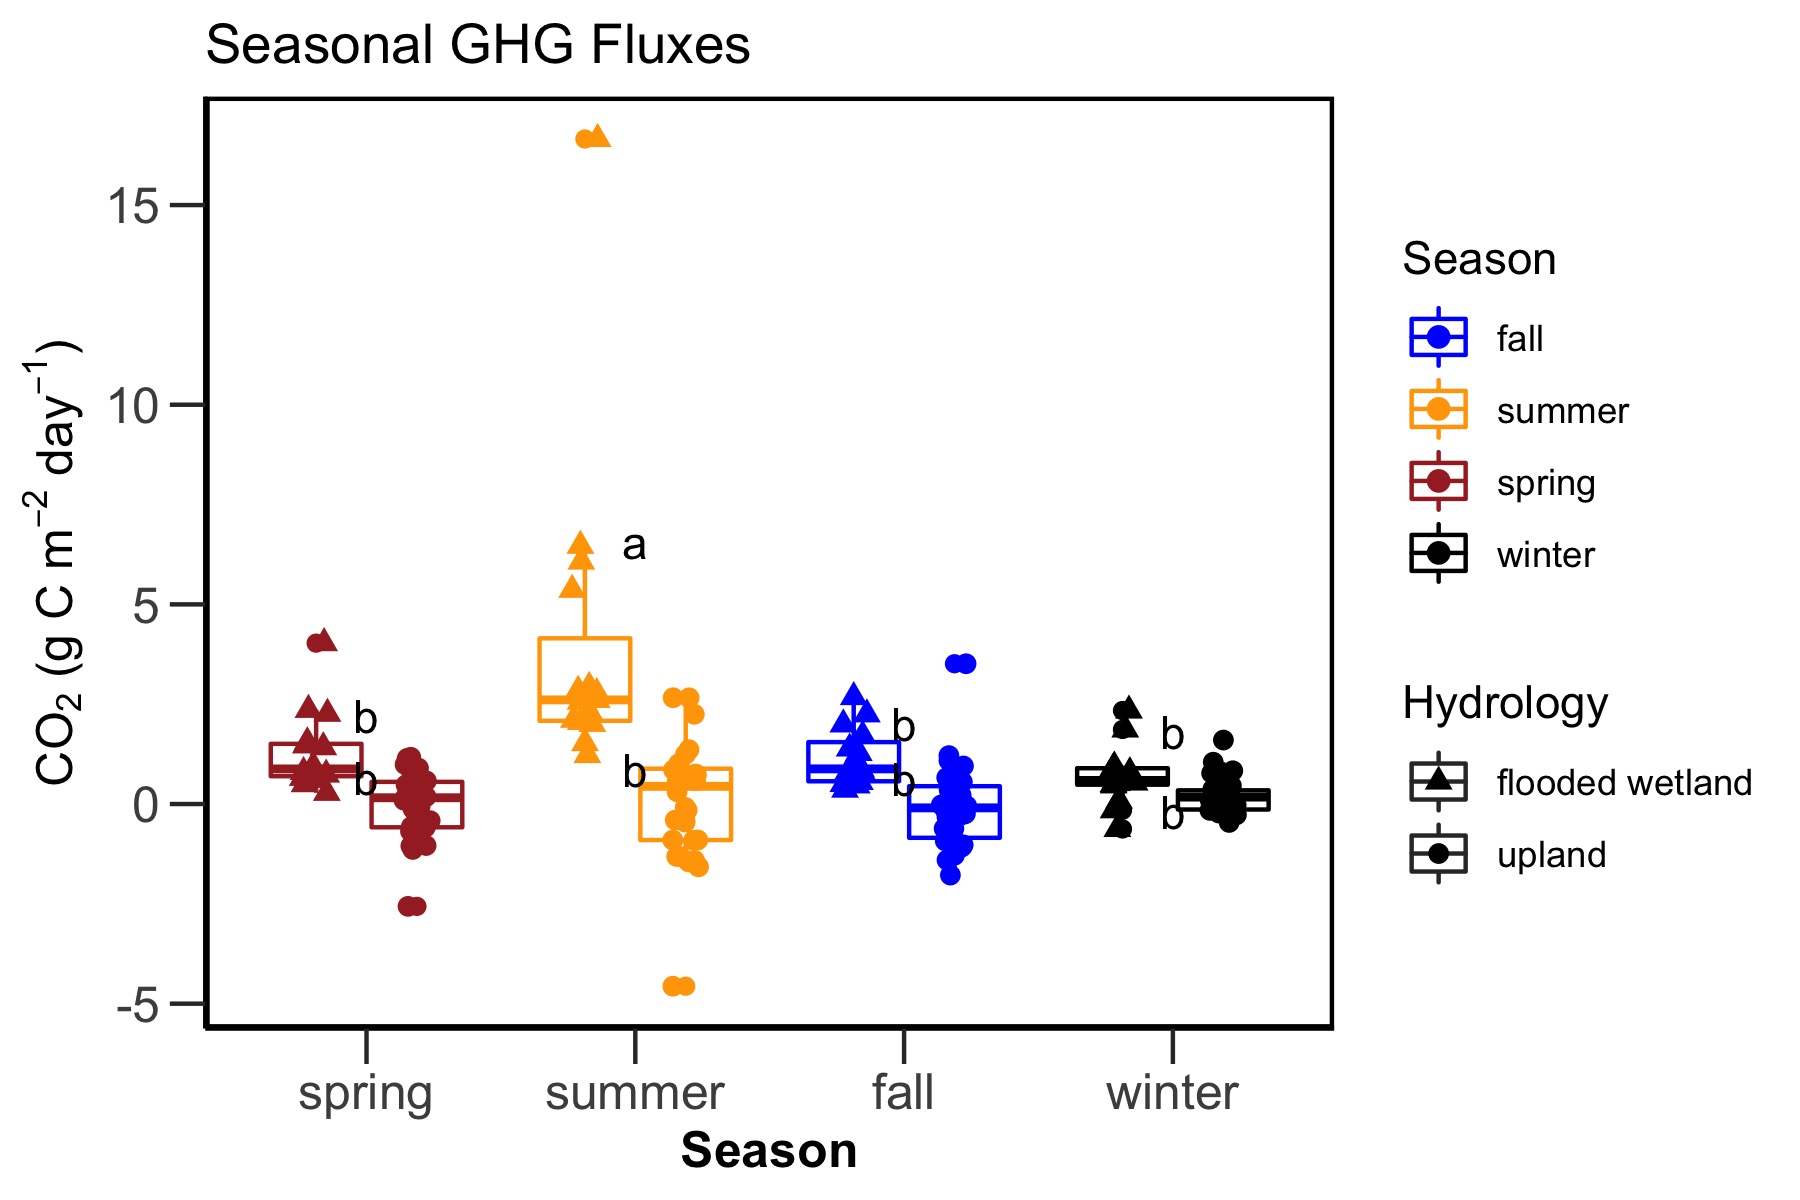 Seasonal GHG Fluxes
CO₂ (g C m⁻² day⁻¹)
15
10
5
0
-5
a
b
b
b
b
b
b
b
spring
summer
fall
winter
Season
Season
fall
summer
spring
winter
Hydrology
flooded wetland
upland